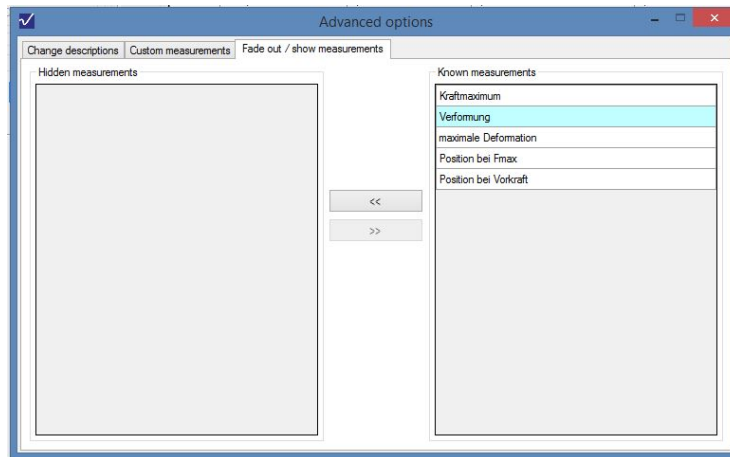 Advanced options
Change descriptions Custom measurements Fade out / show measurements
Hidden measurements
Known measurements
Kraftmaximum
Verformung
maximale Deformation
Position bei Fmax
Position bei Vorkraft
<<
>>